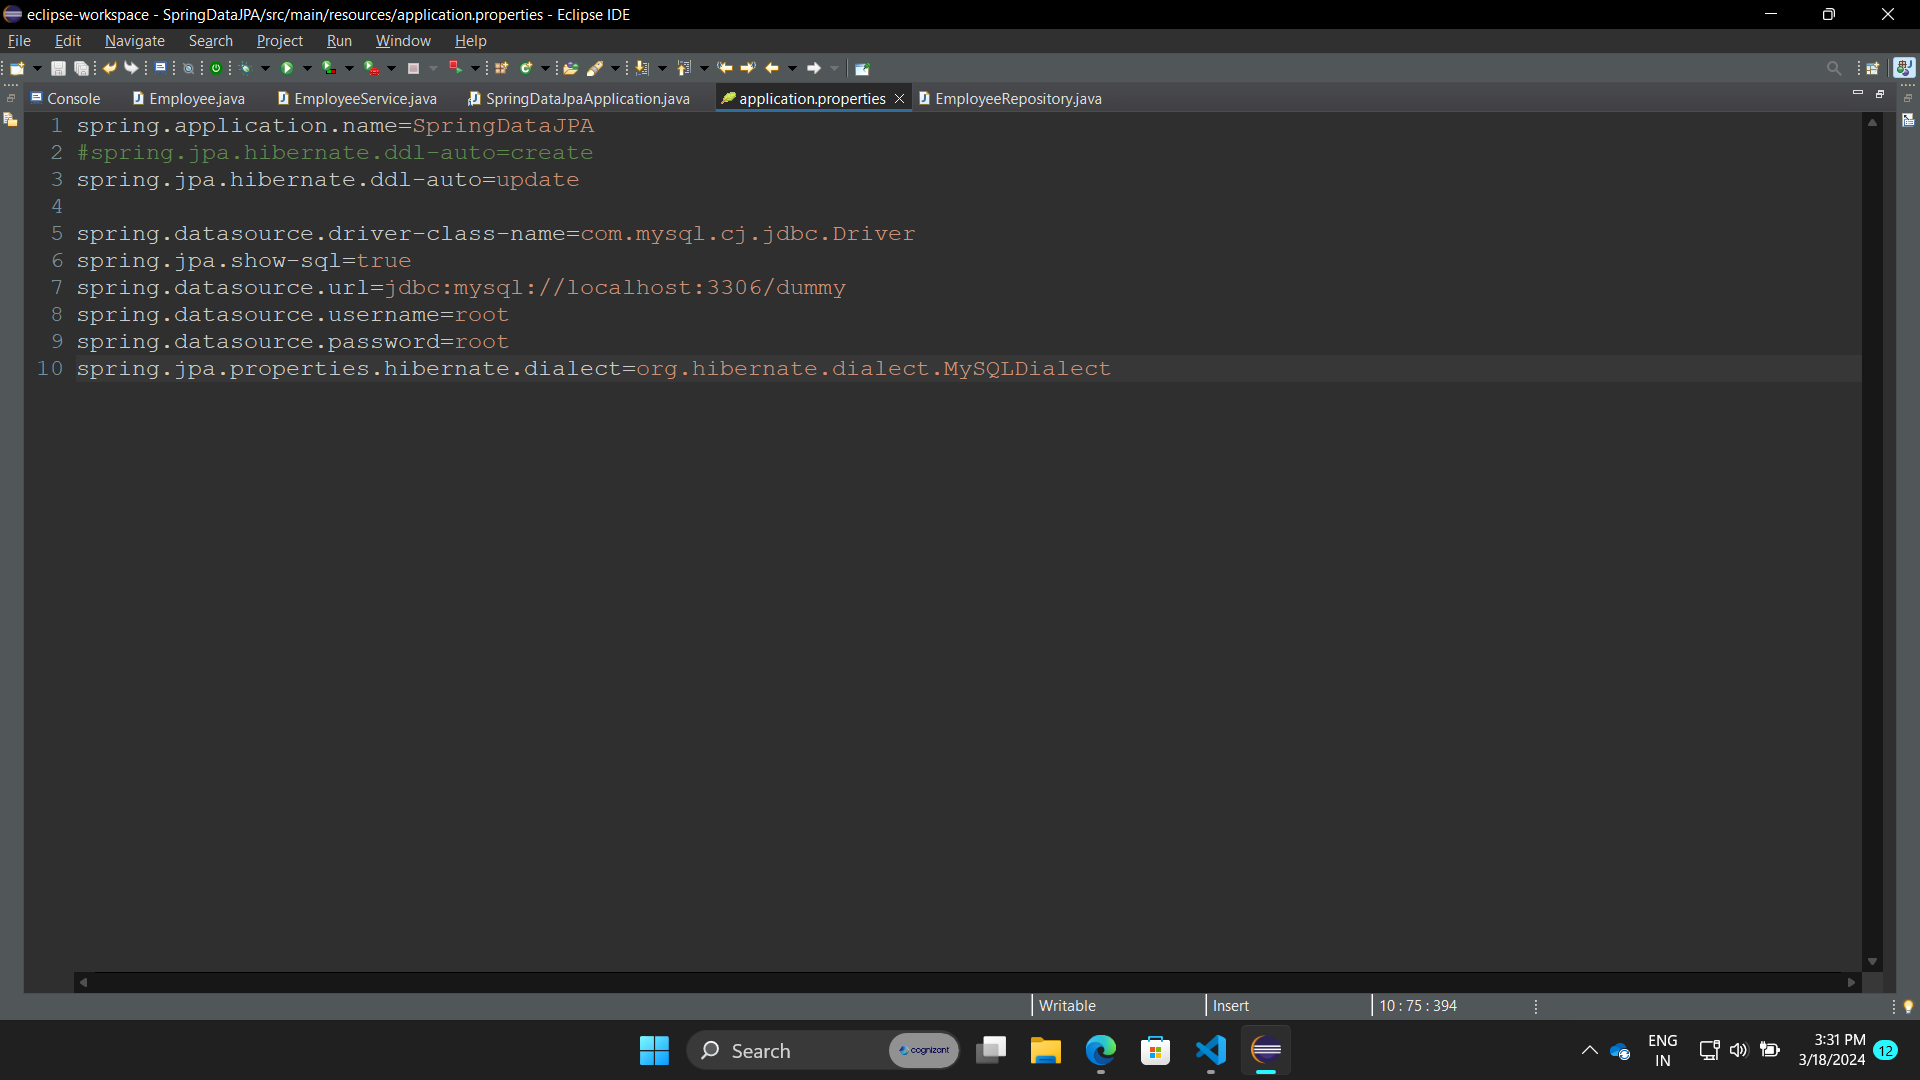 eclipse-workspace - SpringDataJPA/src/main/resources/application.properties - Eclipse IDE
File Edit Navigate Search Project Run Window Help
Console Employee.java EmployeeService.java SpringDataJpaApplication.java application.properties EmployeeRepository.java
1 spring.application.name=SpringDataJPA
2 #spring.jpa.hibernate.ddl-auto=create
3 spring.jpa.hibernate.ddl-auto=update
4
5 spring.datasource.driver-class-name=com.mysql.cj.jdbc.Driver
6 spring.jpa.show-sql=true
7 spring.datasource.url=jdbc:mysql://localhost:3306/dummy
8 spring.datasource.username=root
9 spring.datasource.password=root
10 spring.jpa.properties.hibernate.dialect=org.hibernate.dialect.MySQLDialect
Writable Insert 10 : 75 : 394
Search cognizant ENG 3:31 PM
IN 3/18/2024 12